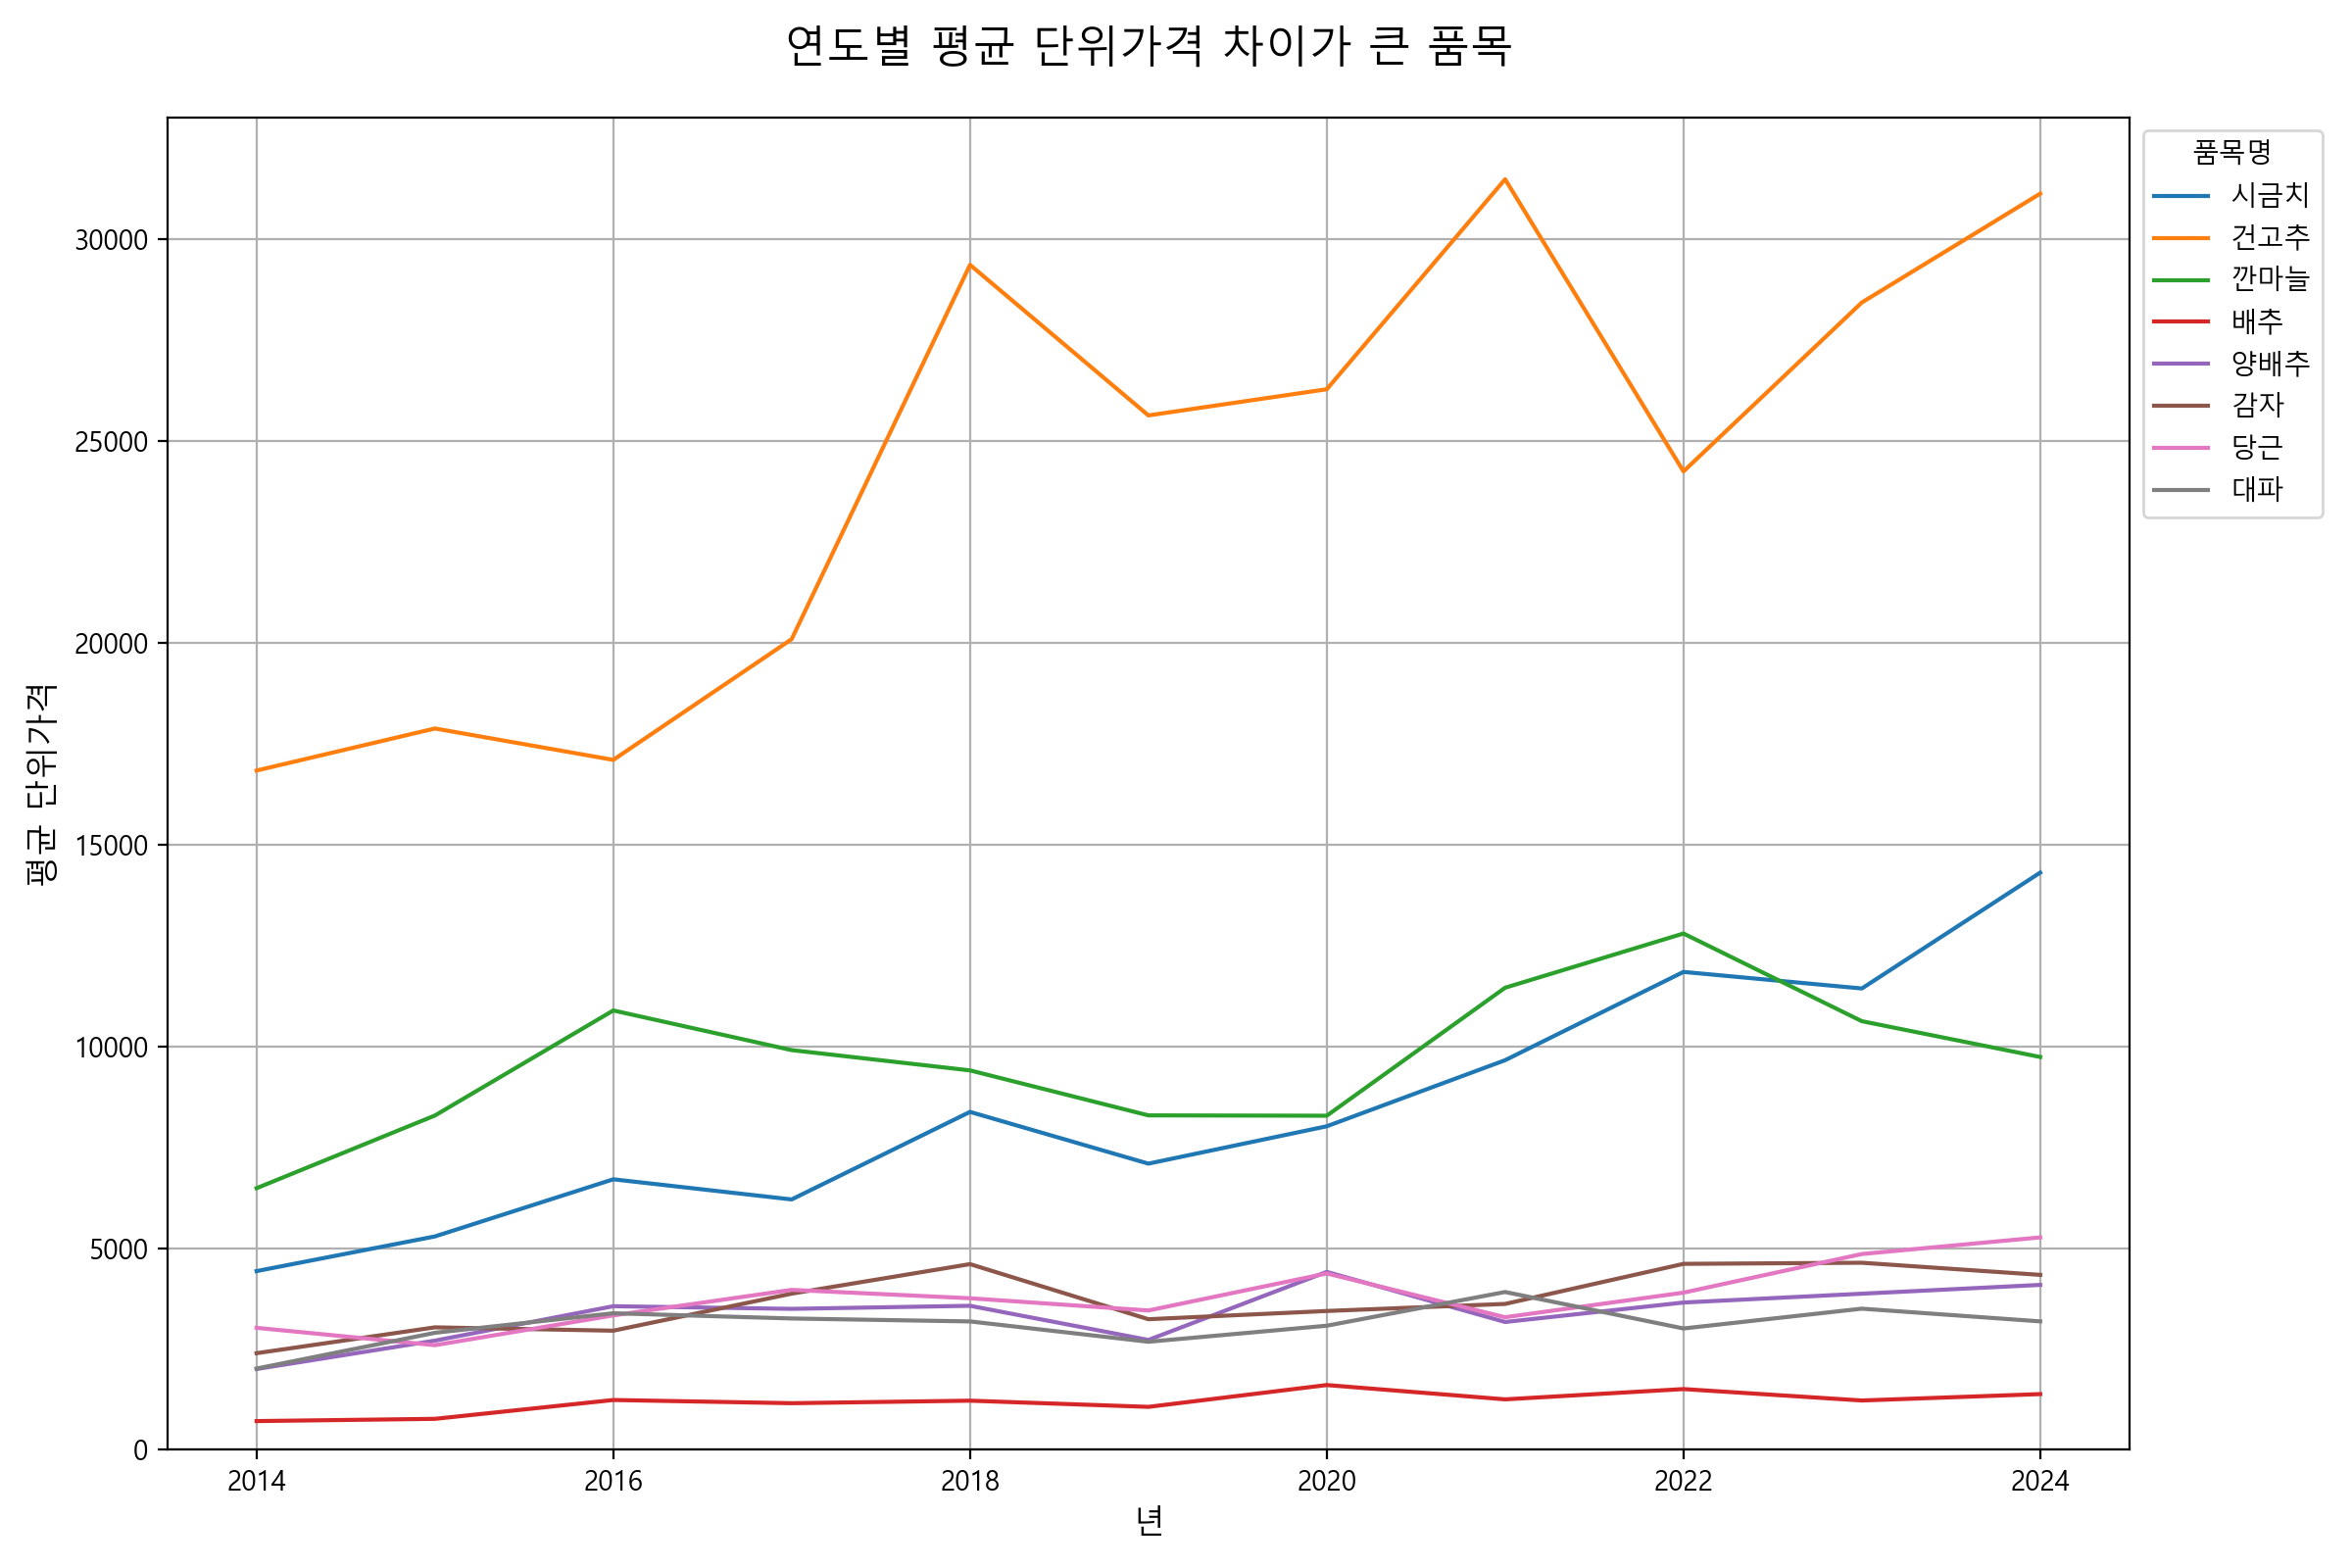 연도별 평균 단위가격 차이가 큰 품목
평균 단위가격
30000
25000
20000
15000
10000
5000
0
2014 2016 2018 2020 2022 2024
년
품목명
시금치
건고추
깐마늘
배추
양배추
감자
당근
대파